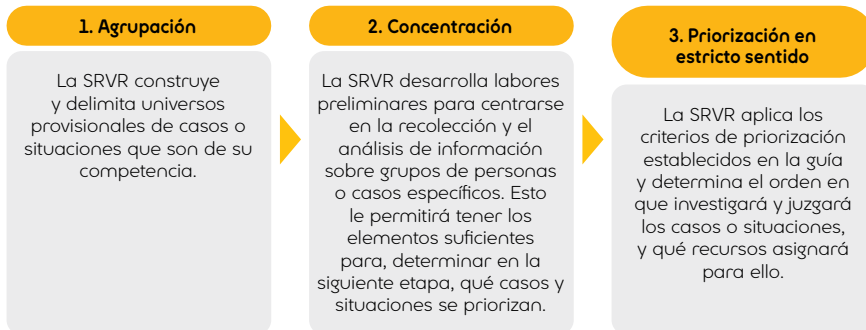 1. Agrupación
La SRVR construye
y delimita universos
provisionales de casos o
situaciones que son de su
competencia.
2. Concentración
La SRVR desarrolla labores
preliminares para centrarse
en la recolección y el
análisis de información
sobre grupos de personas
o casos específicos. Esto
le permitirá tener los
elementos suficientes
para, determinar en la
siguiente etapa, qué casos y
situaciones se priorizan.
3. Priorización en
estricto sentido
La SRVR aplica los
criterios de priorización
establecidos en la guía
y determina el orden en
que investigará y juzgará
los casos o situaciones,
y qué recursos asignará
para ello.